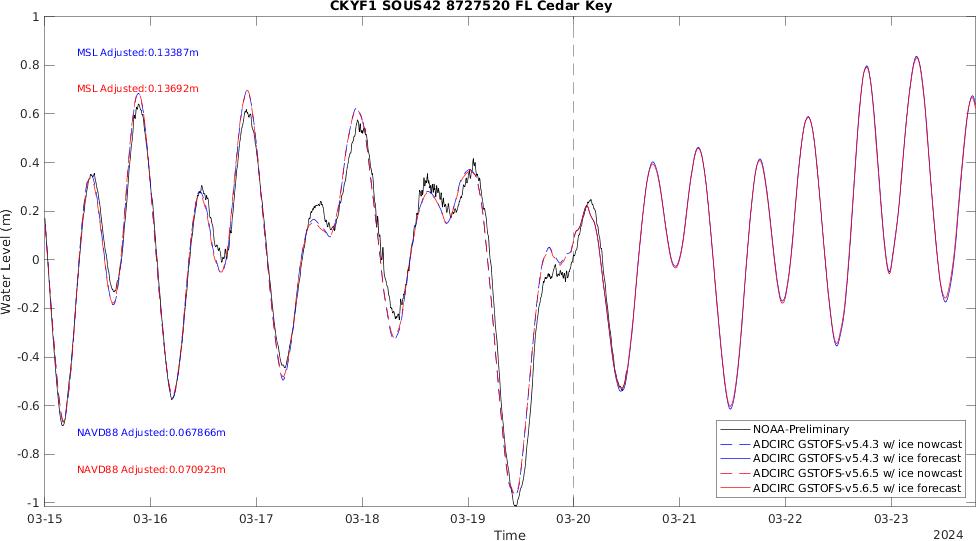 CKYF1 SOUS42 8727520 FL Cedar Key
1
0.8
0.6
0.4
0.2
0
-0.2
-0.4
-0.6
-0.8
-1
Water Level (m)
MSL Adjusted:0.13387m
MSL Adjusted:0.13692m
NAVD88 Adjusted:0.067866m
NAVD88 Adjusted:0.070923m
NOAA-Preliminary
ADCIRC GSTOFS-v5.4.3 w/ ice nowcast
ADCIRC GSTOFS-v5.4.3 w/ ice forecast
ADCIRC GSTOFS-v5.6.5 w/ ice nowcast
ADCIRC GSTOFS-v5.6.5 w/ ice forecast
03-15 03-16 03-17 03-18 03-19 03-20 03-21 03-22 03-23
Time
2024